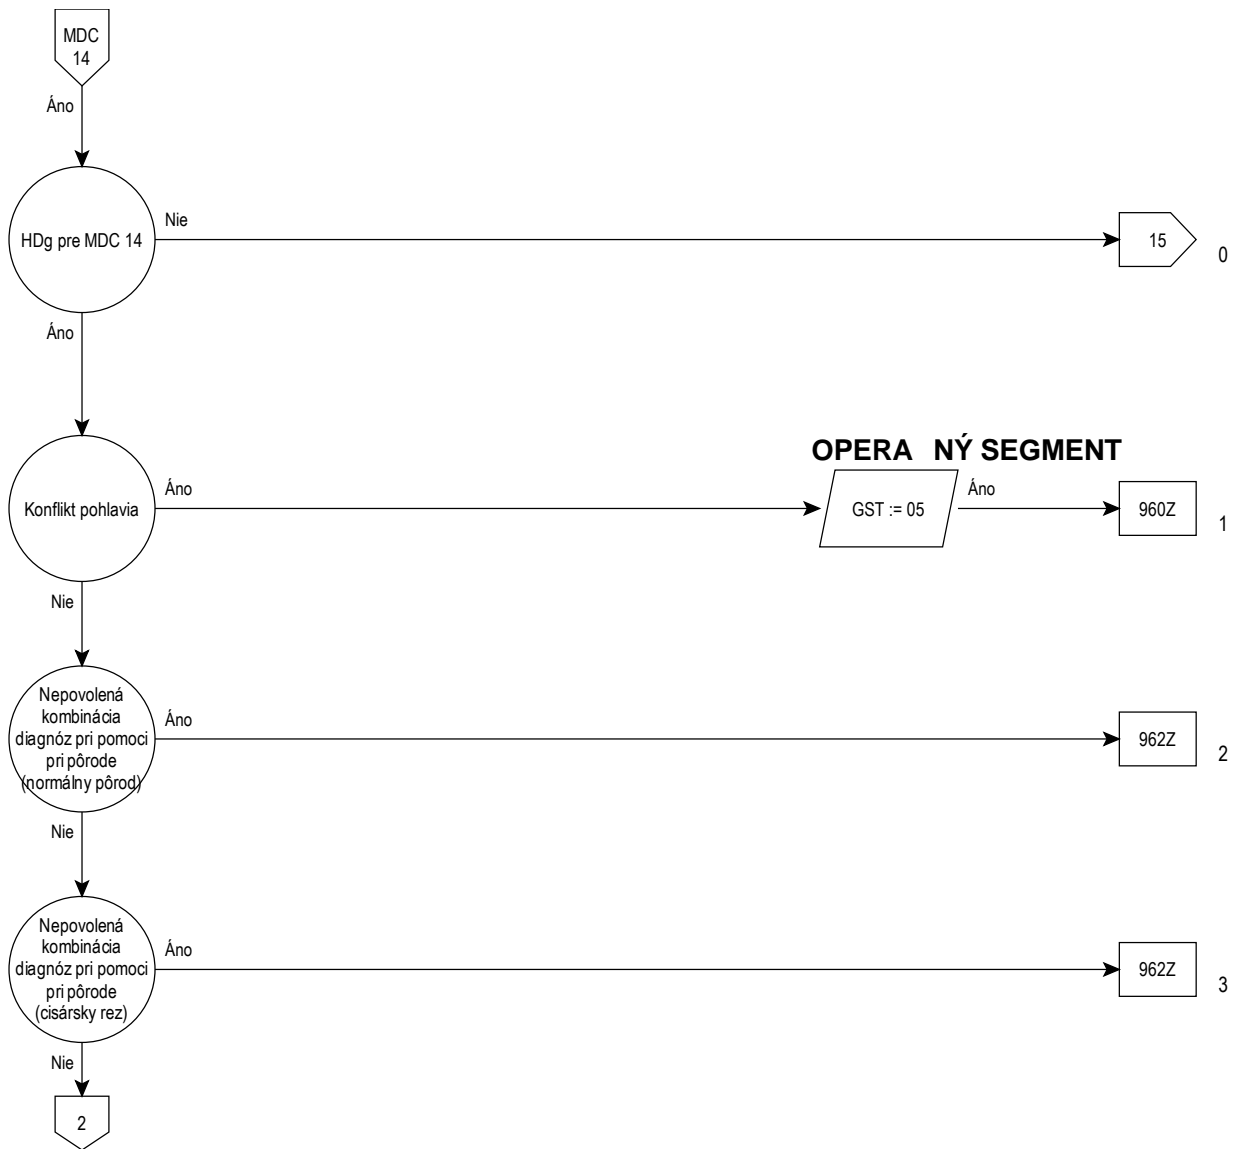 MDC
14
Áno
HDg pre MDC 14
Nie
15
0
Áno
OPERA NÝ SEGMENT
Konflikt pohlavia
Áno
GST := 05
Áno
960Z
1
Nie
Nepovolená
kombinácia
diagnóz pri pomoci
pri pôrode
(normálny pôrod)
Áno
962Z
2
Nie
Nepovolená
kombinácia
diagnóz pri pomoci
pri pôrode
(cisársky rez)
Áno
962Z
3
Nie
2